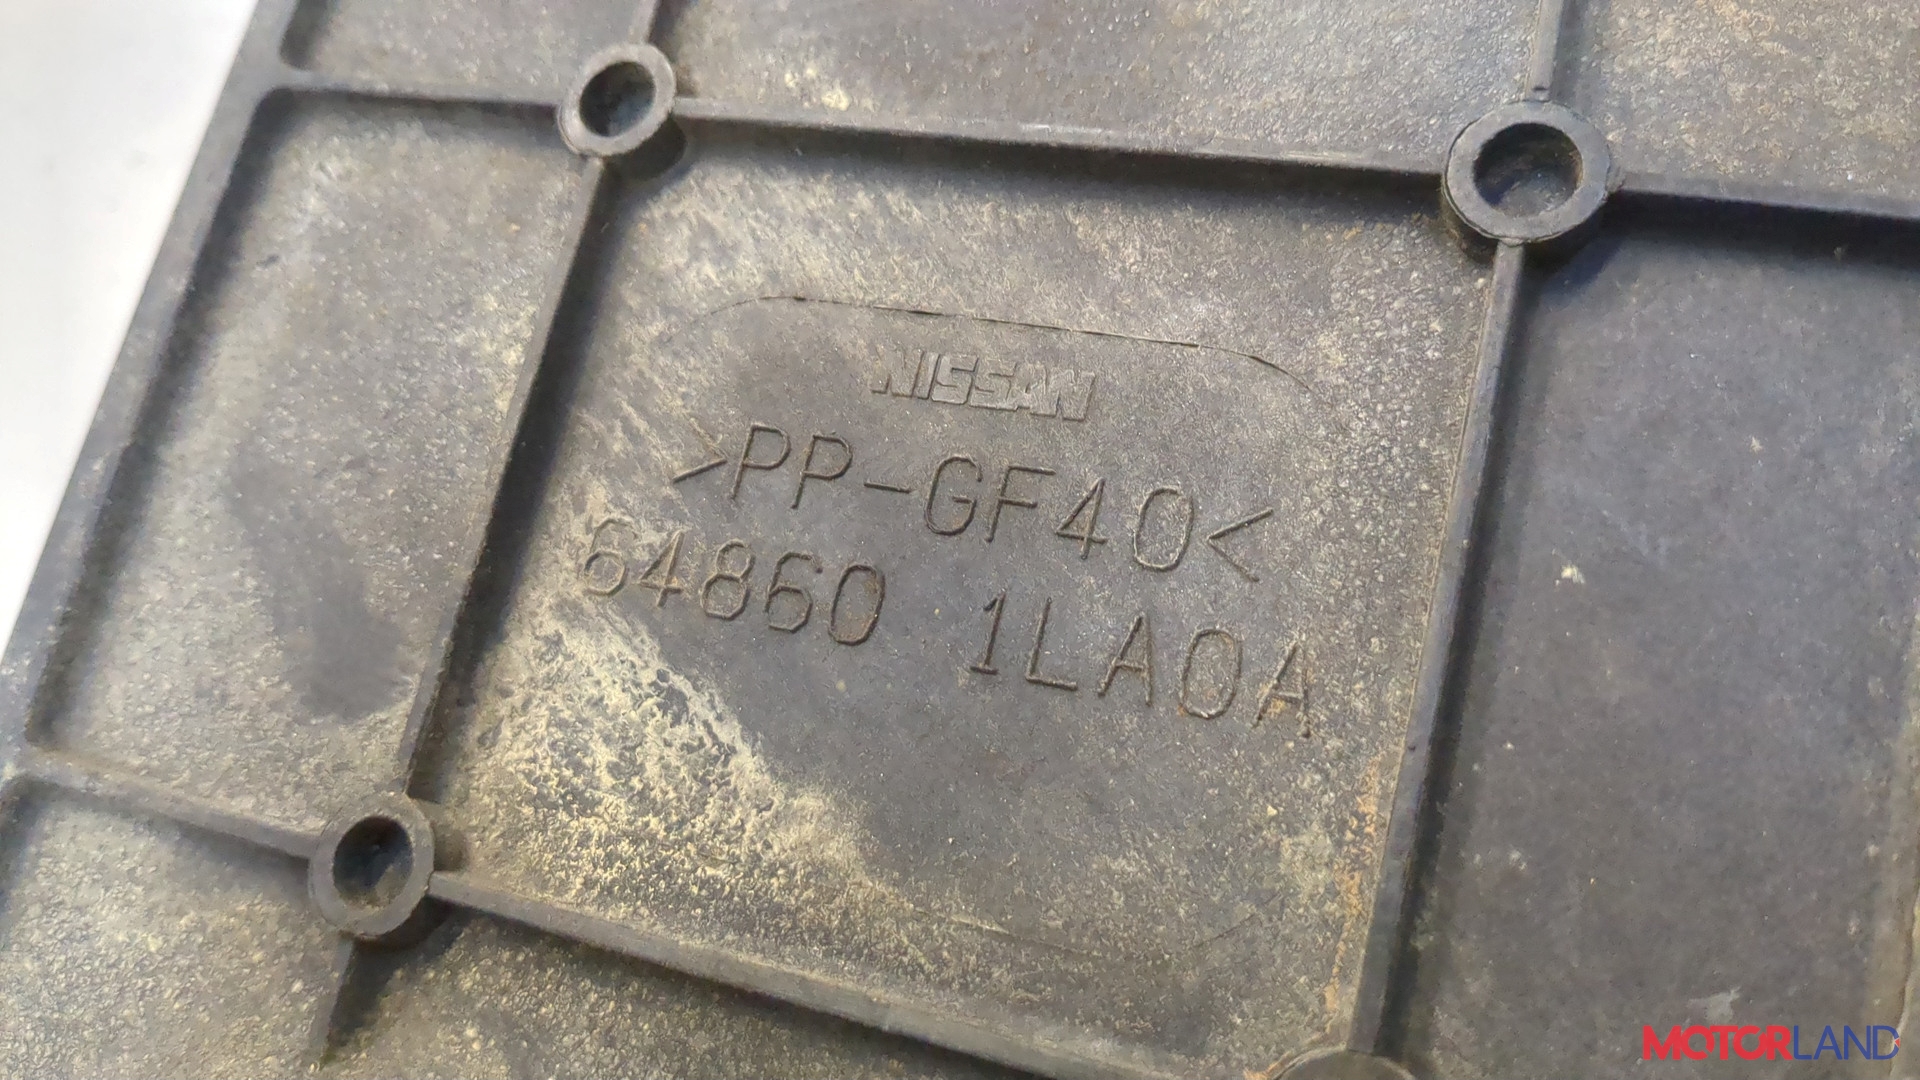 NISSAN
>PP-GF40<
64860 1LA0A
MOTORLAND